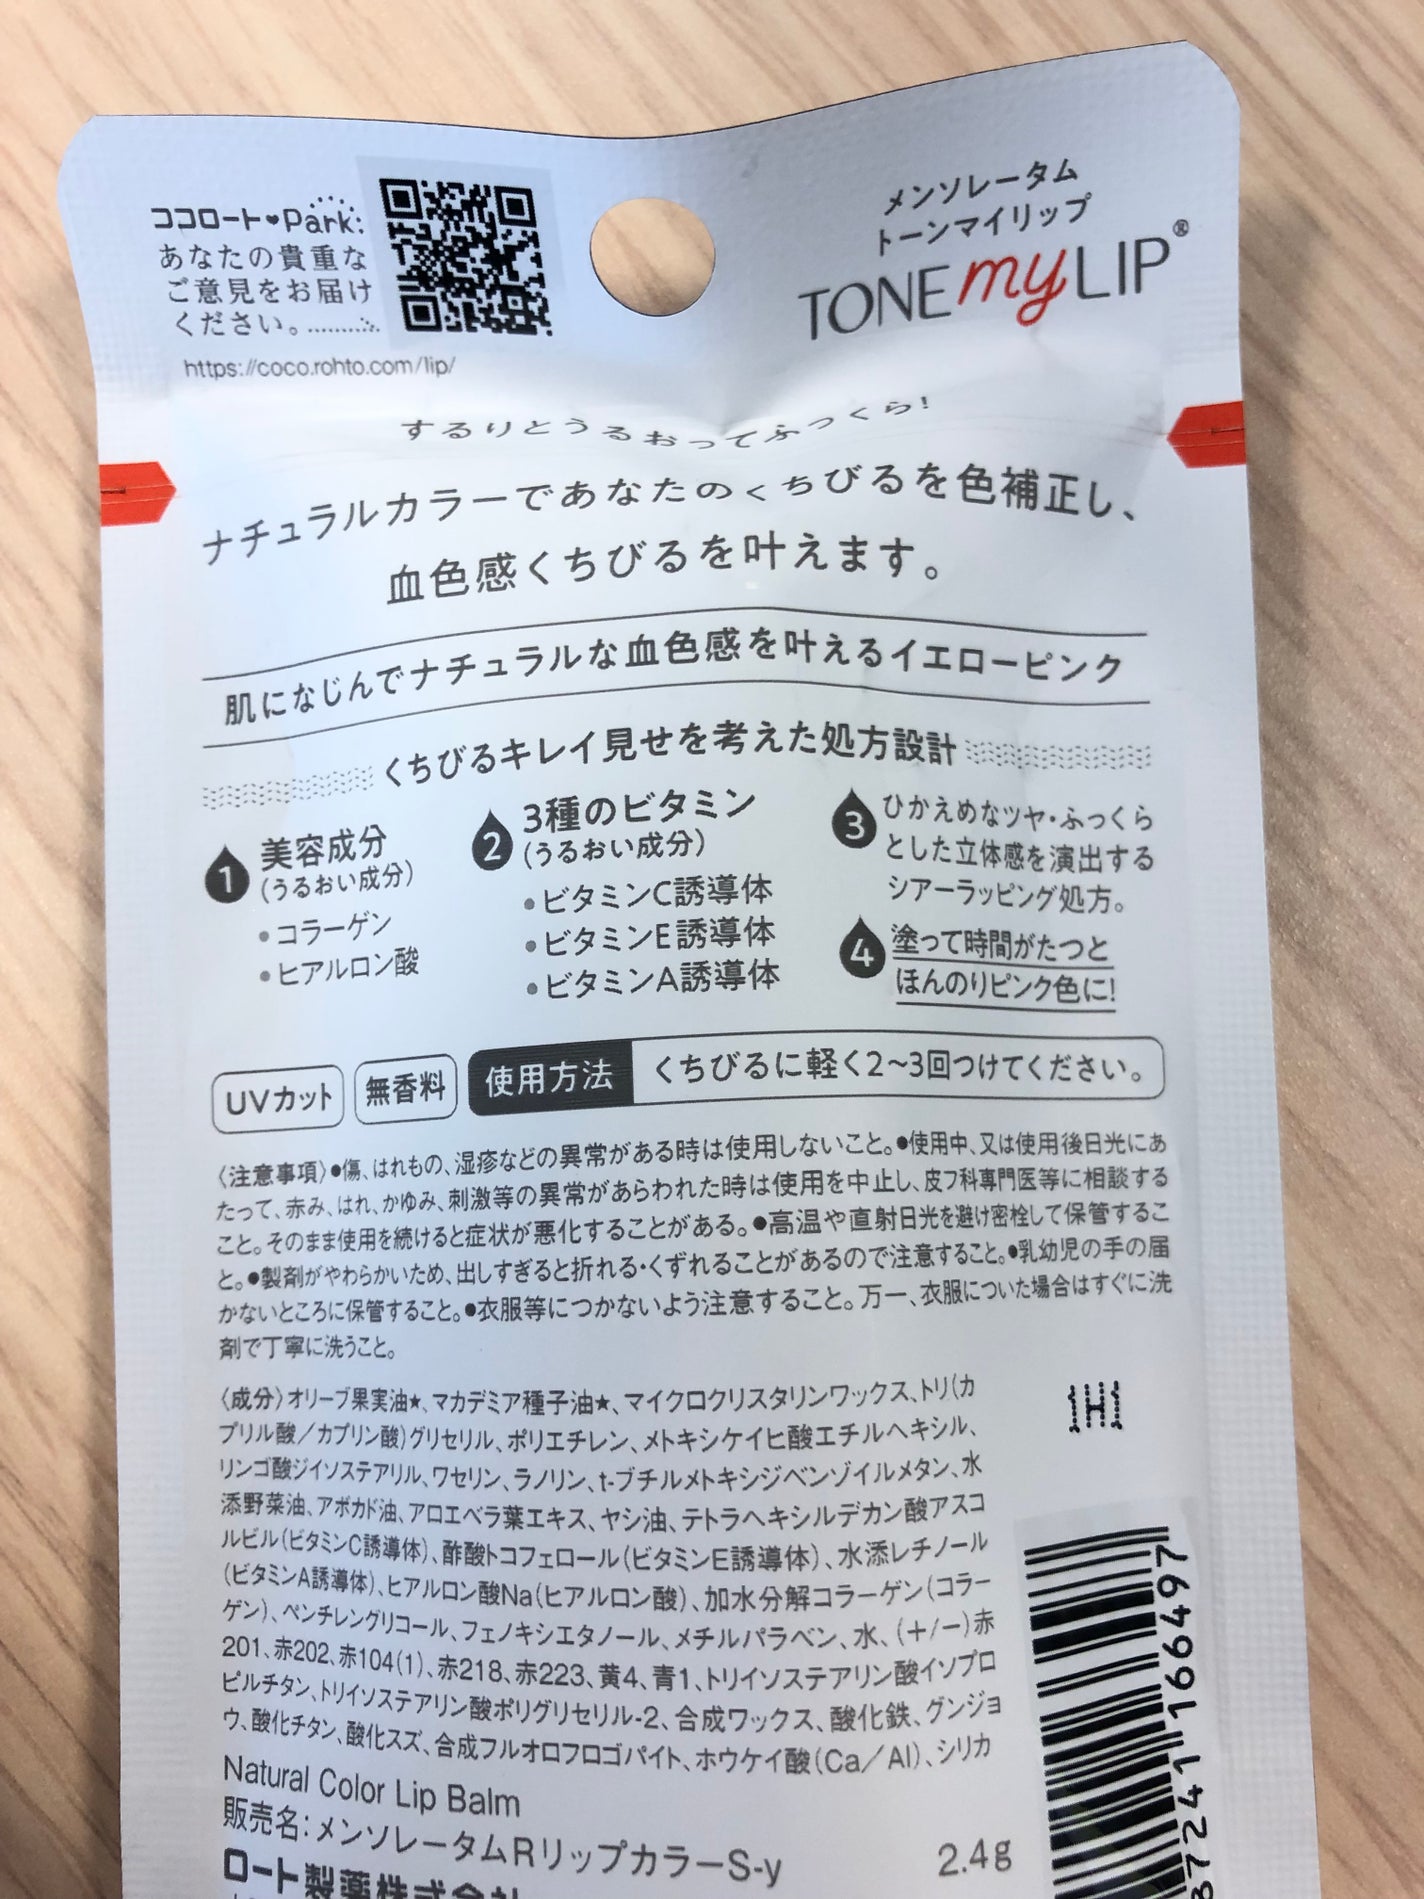 ココロート♥Park:
あなたの貴重な
ご意見をお届け
ください。
https://coco.rohto.com/lip/
メンソレータム
トーンマイリップ
TONE my LIP®
するりとうるおってふっくら!
ナチュラルカラーであなたのくちびるを色補正し、
血色感くちびるを叶えます。
肌になじんでナチュラルな血色感を叶えるイエローピンク
くちびるキレイ見せを考えた処方設計
1 美容成分
(うるおい成分)
・コラーゲン
・ヒアルロン酸
2 3種のビタミン
(うるおい成分)
・ビタミンC誘導体
・ビタミンE誘導体
・ビタミンA誘導体
3 ひかえめなツヤ・ふっくら
とした立体感を演出する
シアーラッピング処方。
4 塗って時間がたつと
ほんのりピンク色に!
UVカット 無香料 使用方法 くちびるに軽く2〜3回つけてください。
〈注意事項〉●傷、はれもの、湿疹などの異常がある時は使用しないこと。●使用中、又は使用後日光にあ
たって、赤み、はれ、かゆみ、刺激等の異常があらわれた時は使用を中止し、皮フ科専門医等に相談する
こと。そのまま使用を続けると症状が悪化することがある。●高温や直射日光を避け密栓して保管するこ
と。●製剤がやわらかいため、出しすぎると折れる・くずれることがあるので注意すること。●乳幼児の手の届
かないところに保管すること。●衣服等につかないよう注意すること。万一、衣服についた場合はすぐに洗
剤で丁寧に洗うこと。
〈成分〉オリーブ果実油★、マカデミア種子油★、マイクロクリスタリンワックス、トリ(カ
プリル酸/カプリン酸)グリセリル、ポリエチレン、メトキシケイヒ酸エチルヘキシル、
リンゴ酸ジイソステアリル、ワセリン、ラノリン、t-ブチルメトキシジベンゾイルメタン、水
添野菜油、アボカド油、アロエベラ葉エキス、ヤシ油、テトラヘキシルデカン酸アスコ
ルビル(ビタミンC誘導体)、酢酸トコフェロール(ビタミンE誘導体)、水添レチノール
(ビタミンA誘導体)、ヒアルロン酸Na(ヒアルロン酸)、加水分解コラーゲン(コラー
ゲン)、ペンチレングリコール、フェノキシエタノール、メチルパラベン、水、(+/−)赤
201、赤202、赤104(1)、赤218、赤223、黄4、青1、トリイソステアリン酸イソプロ
ピルチタン、トリイソステアリン酸ポリグリセリル-2、合成ワックス、酸化鉄、グンジョ
ウ、酸化チタン、酸化スズ、合成フルオロフロゴパイト、ホウケイ酸(Ca/Al)、シリカ
Natural Color Lip Balm
販売名:メンソレータムRリップカラーS-y
2.4g
ロート製薬株式会社
87241 166497